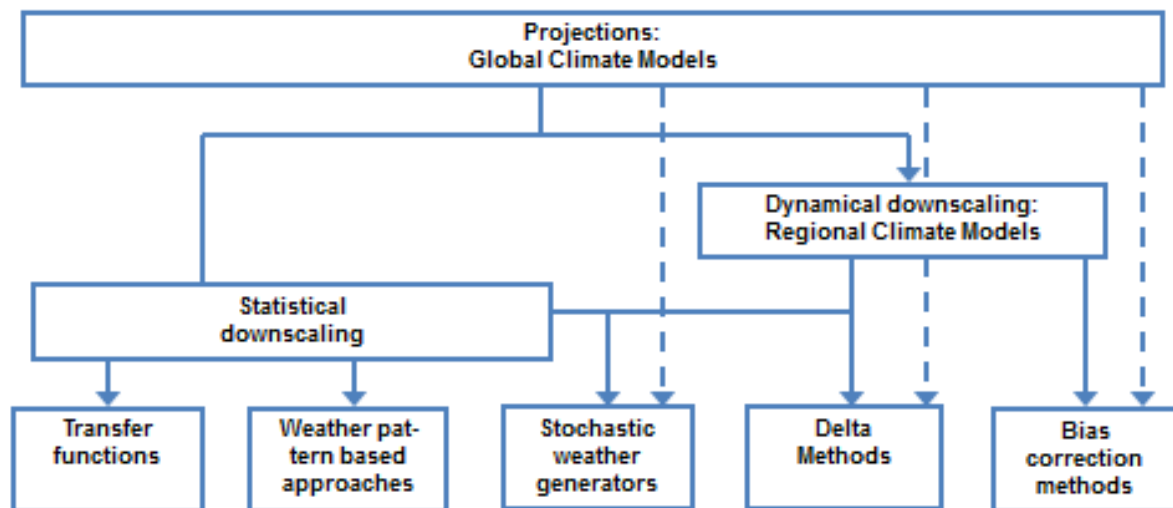 Projections:
Global Climate Models
Dynamical downscaling:
Regional Climate Models
Statistical
downscaling
Transfer
functions
Weather pat-
tern based
approaches
Stochastic
weather
generators
Delta
Methods
Bias
correction
methods